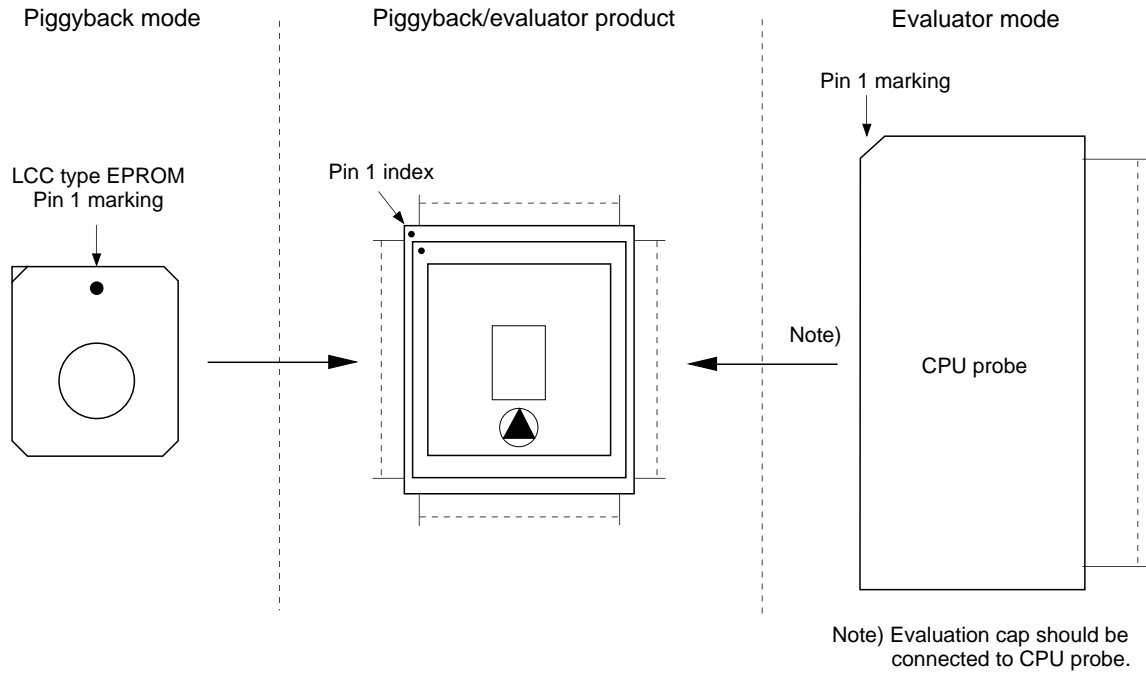 Piggyback mode
Piggyback/evaluator product
Evaluator mode
Pin 1 marking
LCC type EPROM
Pin 1 marking
Pin 1 index
Note)
CPU probe
Note) Evaluation cap should be
connected to CPU probe.